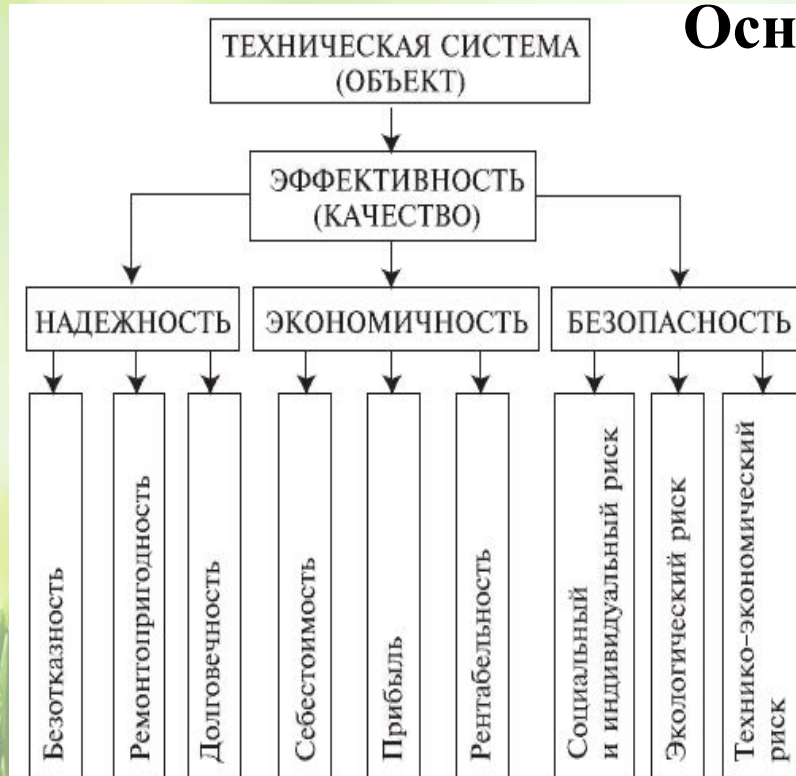 Осн
ТЕХНИЧЕСКАЯ СИСТЕМА
(ОБЪЕКТ)
ЭФФЕКТИВНОСТЬ
(КАЧЕСТВО)
НАДЕЖНОСТЬ
ЭКОНОМИЧНОСТЬ
БЕЗОПАСНОСТЬ
Безотказность
Ремонтопригодность
Долговечность
Себестоимость
Прибыль
Рентабельность
Социальный
и индивидуальный риск
Экологический риск
Технико-экономический
риск